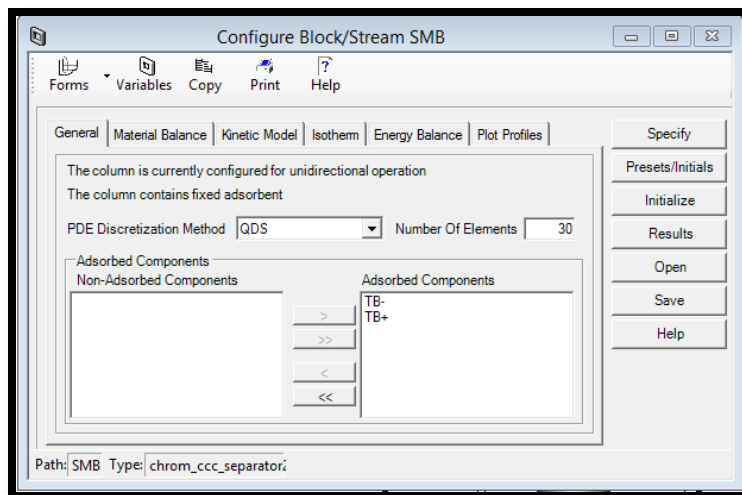 Configure Block/Stream SMB
Forms Variables Copy Print Help
General Material Balance Kinetic Model Isotherm Energy Balance Plot Profiles
The column is currently configured for unidirectional operation
The column contains fixed adsorbent
PDE Discretization Method QDS Number Of Elements 30
Adsorbed Components
Non-Adsorbed Components Adsorbed Components
TB-
TB+
>
>>
<
<<
Specify
Presets/Initials
Initialize
Results
Open
Save
Help
Path: SMB Type: chrom_ccc_separator2